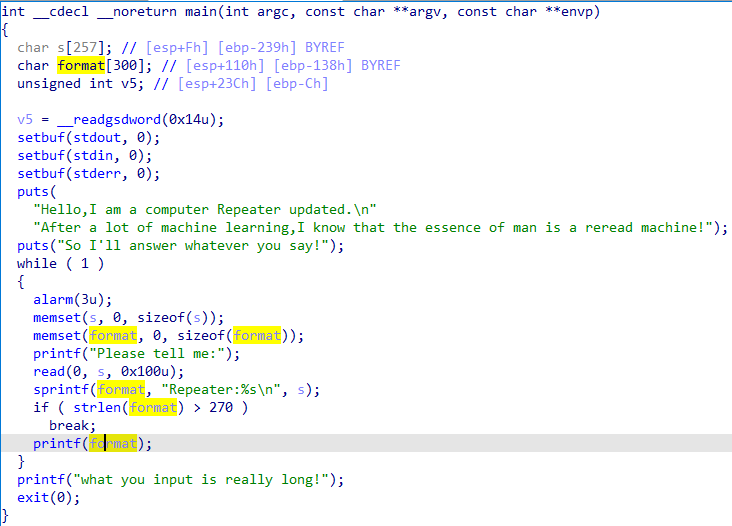 int __cdecl __noreturn main(int argc, const char **argv, const char **envp)
{
  char s[257]; // [esp+Fh] [ebp-239h] BYREF
  char format[300]; // [esp+110h] [ebp-138h] BYREF
  unsigned int v5; // [esp+23Ch] [ebp-Ch]

  v5 = __readgsdword(0x14u);
  setbuf(stdout, 0);
  setbuf(stdin, 0);
  setbuf(stderr, 0);
  puts(
    "Hello,I am a computer Repeater updated.\n"
    "After a lot of machine learning,I know that the essence of man is a reread machine!");
  puts("So I'll answer whatever you say!");
  while ( 1 )
  {
    alarm(3u);
    memset(s, 0, sizeof(s));
    memset(format, 0, sizeof(format));
    printf("Please tell me:");
    read(0, s, 0x100u);
    sprintf(format, "Repeater:%s\n", s);
    if ( strlen(format) > 270 )
      break;
    printf(format);
  }
  printf("what you input is really long!");
  exit(0);
}